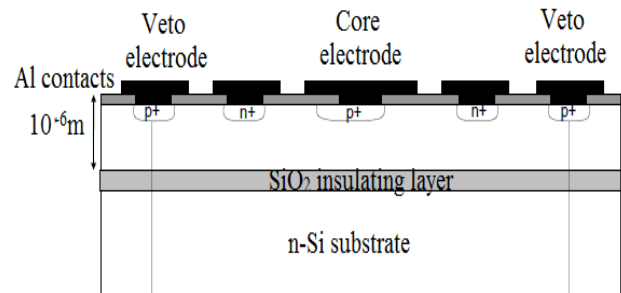 Veto
electrode
Core
electrode
Veto
electrode
Al contacts
10⁺⁶m
p+
n+
p+
n+
p+
SiO₂ insulating layer
n-Si substrate